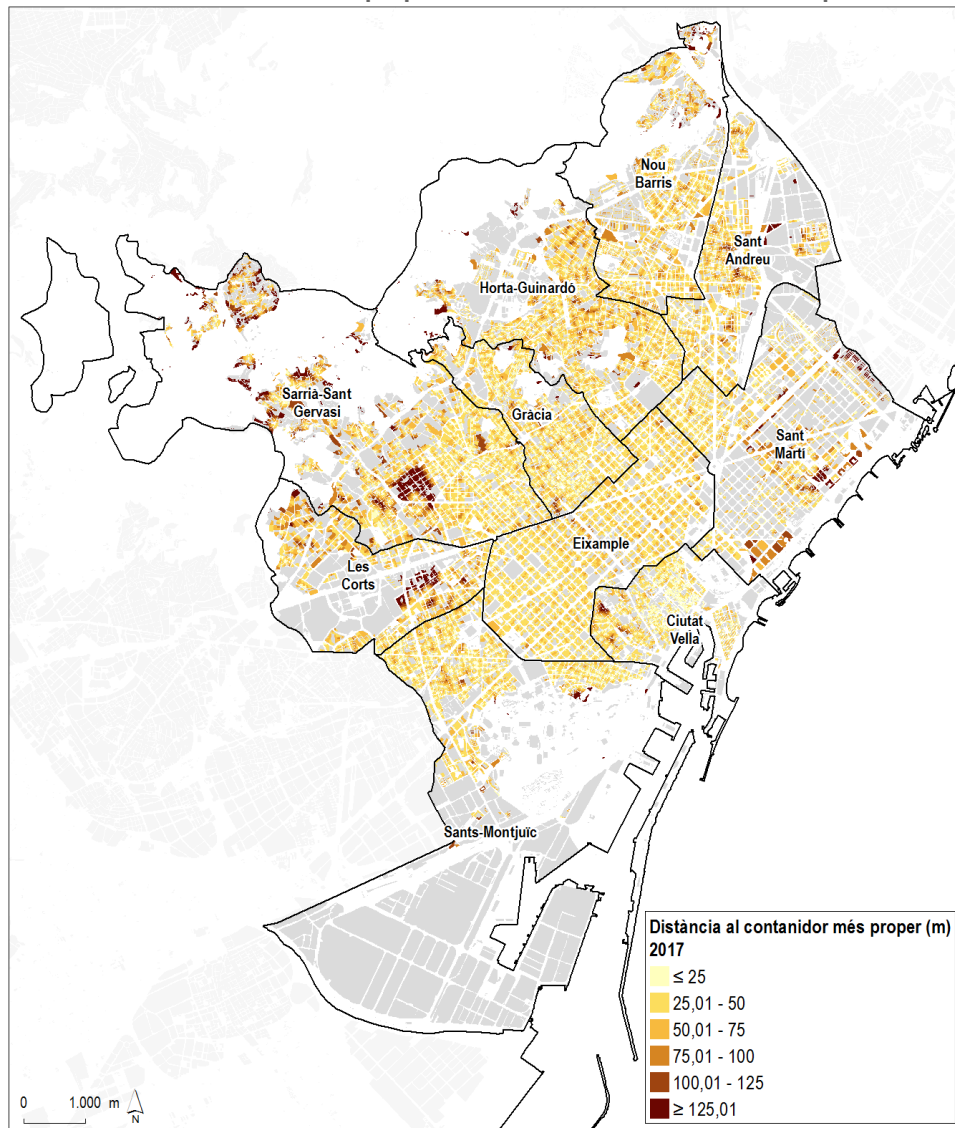 Nou
Barris
Sant
Andreu
Horta-Guinardó
Sarrià-Sant
Gervasi
Gràcia
Sant
Martí
Eixample
Les
Corts
Ciutat
Vella
Sants-Montjuïc
Distància al contanidor més proper (m)
2017
≤ 25
25,01 - 50
50,01 - 75
75,01 - 100
100,01 - 125
≥ 125,01
0 1.000 m
N